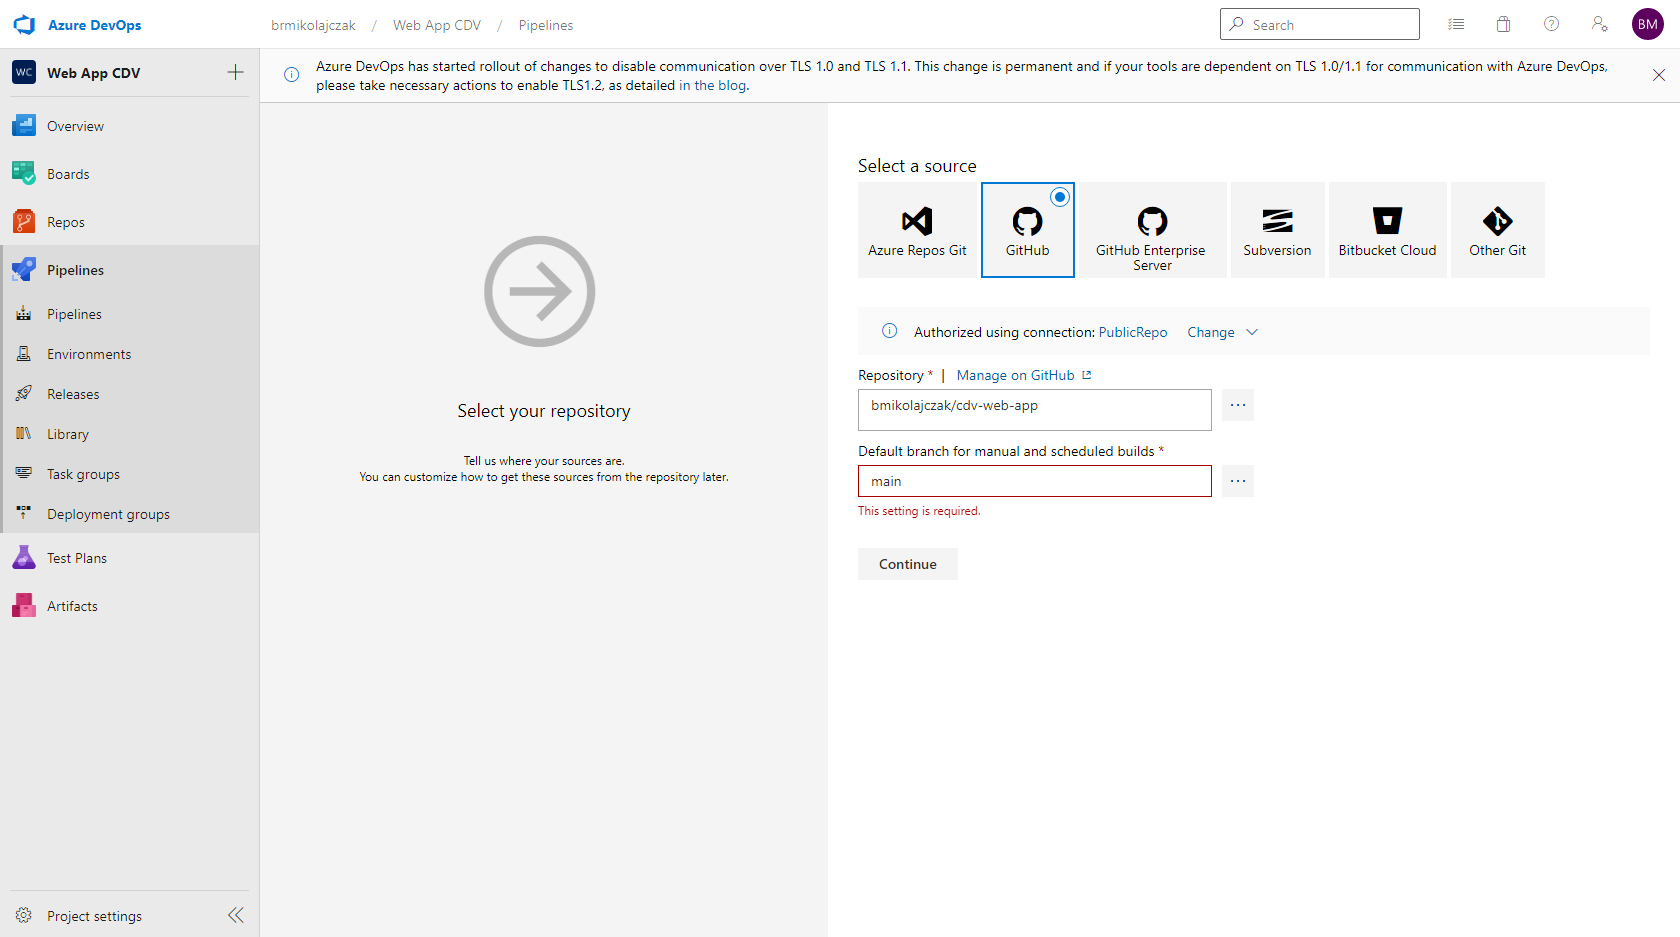 Azure DevOps
brmikolajczak / Web App CDV / Pipelines
Search
BM
WC Web App CDV
Overview
Boards
Repos
Pipelines
Pipelines
Environments
Releases
Library
Task groups
Deployment groups
Test Plans
Artifacts
Project settings
Azure DevOps has started rollout of changes to disable communication over TLS 1.0 and TLS 1.1. This change is permanent and if your tools are dependent on TLS 1.0/1.1 for communication with Azure DevOps,
please take necessary actions to enable TLS1.2, as detailed in the blog.
Select your repository
Tell us where your sources are.
You can customize how to get these sources from the repository later.
Select a source
Azure Repos Git
GitHub
GitHub Enterprise
Server
Subversion
Bitbucket Cloud
Other Git
Authorized using connection: PublicRepo Change
Repository * | Manage on GitHub
bmikolajczak/cdv-web-app
...
Default branch for manual and scheduled builds *
main
...
This setting is required.
Continue